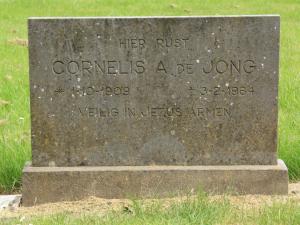 HIER RUST
CORNELIS A. DE JONG
* 1-10-1909 † 3-2-1964
VEILIG IN JEZUS ARMEN